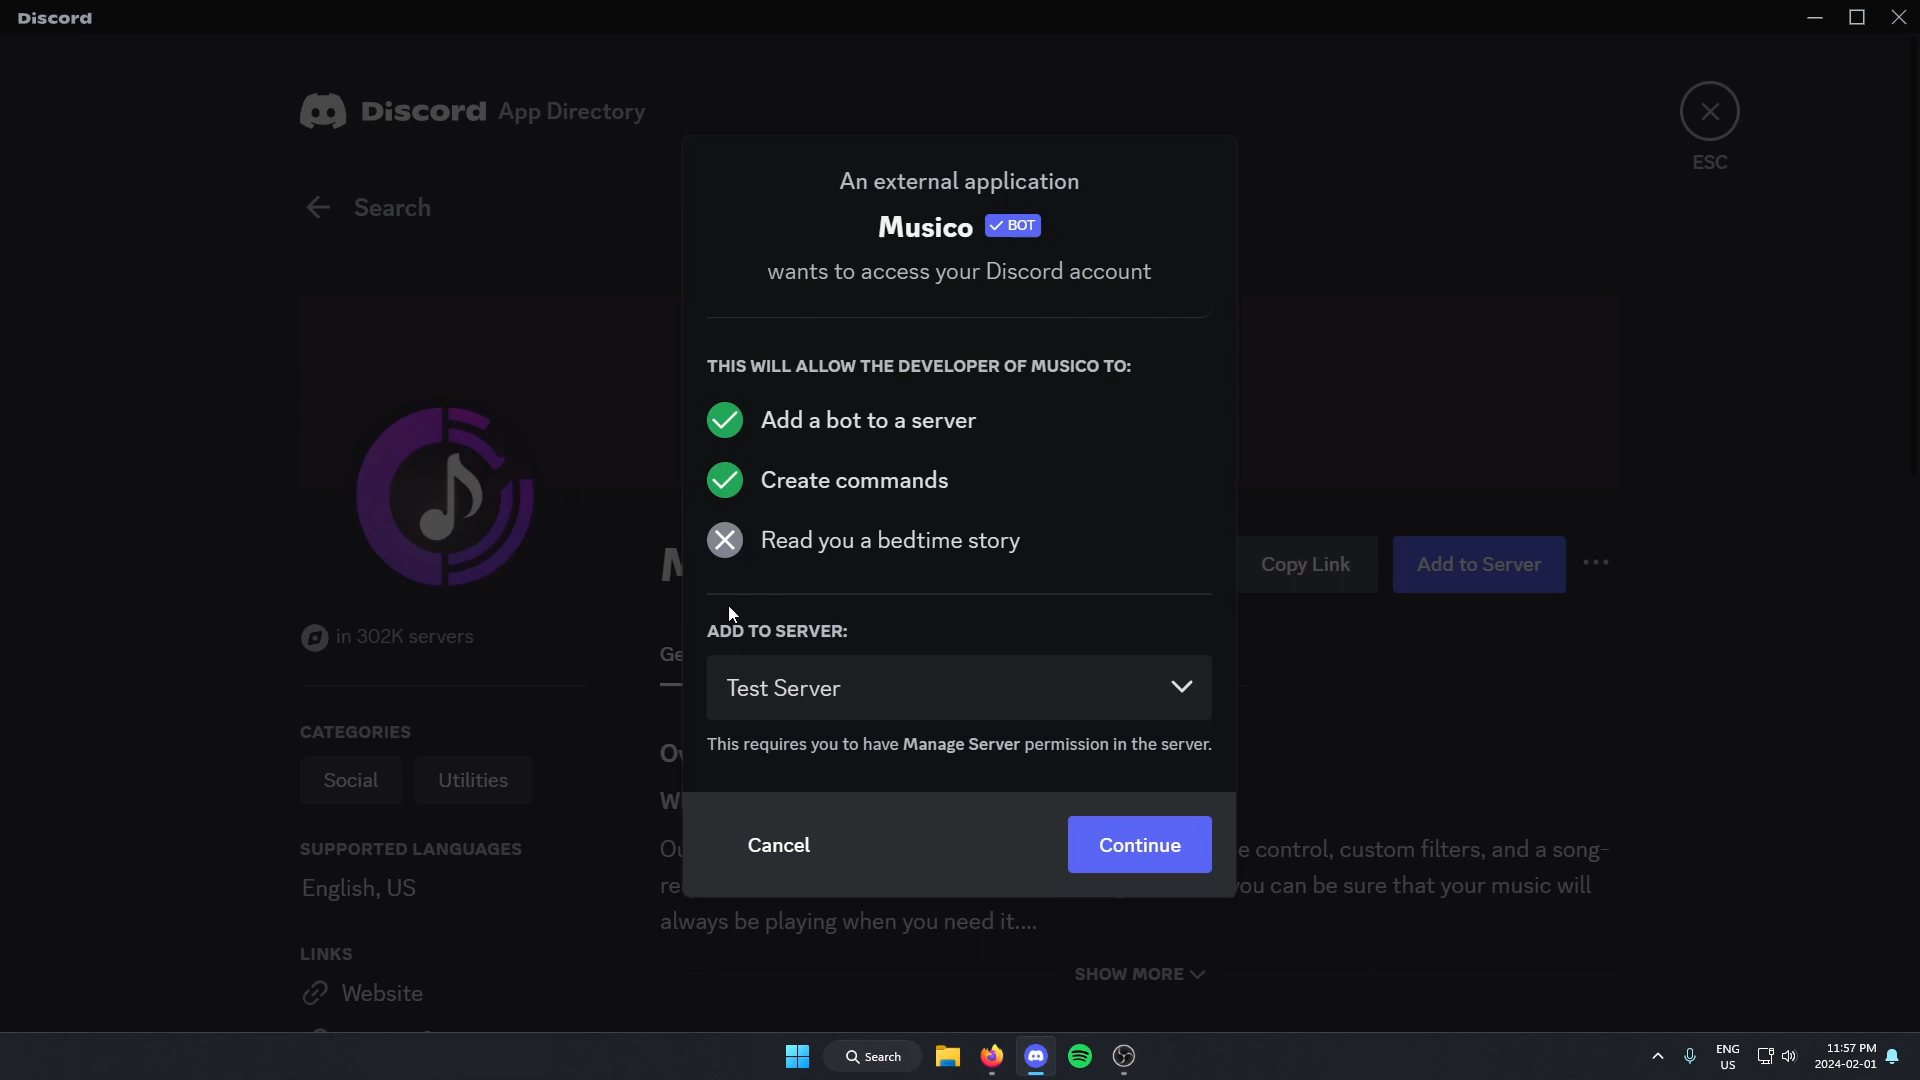 Discord
Discord App Directory
ESC
Search
An external application
Musico BOT
wants to access your Discord account
THIS WILL ALLOW THE DEVELOPER OF MUSICO TO:
Add a bot to a server
Create commands
Read you a bedtime story
Copy Link
Add to Server
in 302K servers
ADD TO SERVER:
Test Server
This requires you to have Manage Server permission in the server.
Cancel
Continue
CATEGORIES
Social
Utilities
SUPPORTED LANGUAGES
English, US
LINKS
Website
e control, custom filters, and a song-
you can be sure that your music will
always be playing when you need it....
SHOW MORE
Search
ENG
US
11:57 PM
2024-02-01